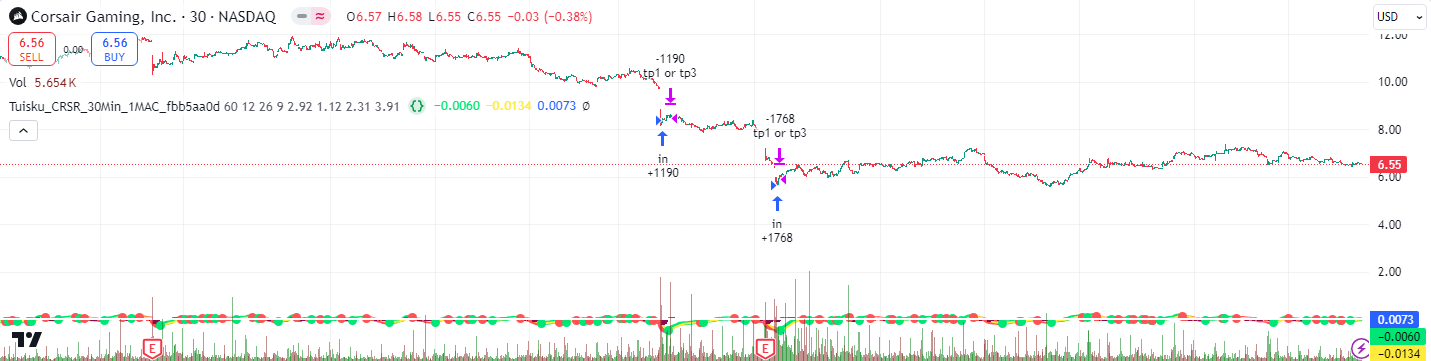 Corsair Gaming, Inc. · 30 · NASDAQ
O6.57 H6.58 L6.55 C6.55 −0.03 (−0.38%)
USD
6.56
SELL
0.00
6.56
BUY
Vol 5.654K
Tuisku_CRSR_30Min_1MAC_fbb5aa0d 60 12 26 9 2.92 1.12 2.31 3.91 {} −0.0060 −0.0134 0.0073 Ø
-1190
tp1 or tp3
in
+1190
-1768
tp1 or tp3
in
+1768
12.00
10.00
8.00
6.55
6.00
4.00
2.00
0.0073
−0.0060
−0.0134
E
E